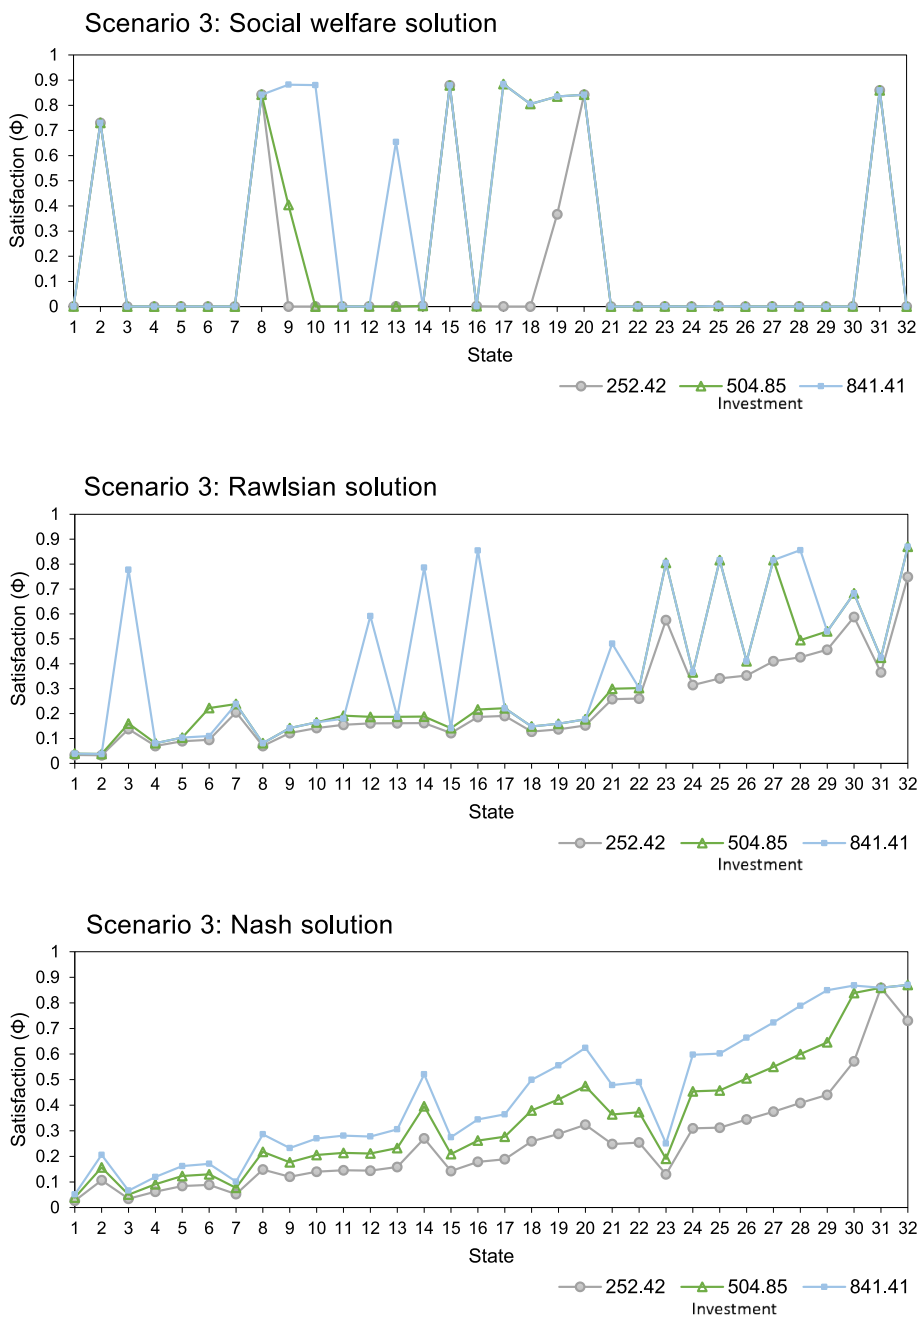 Scenario 3: Social welfare solution
1
0.9
0.8
0.7
0.6
0.5
0.4
0.3
0.2
0.1
0
Satisfaction (Φ)
1 2 3 4 5 6 7 8 9 10 11 12 13 14 15 16 17 18 19 20 21 22 23 24 25 26 27 28 29 30 31 32
State
252.42 504.85 841.41
Investment
Scenario 3: Rawlsian solution
1
0.9
0.8
0.7
0.6
0.5
0.4
0.3
0.2
0.1
0
Satisfaction (Φ)
1 2 3 4 5 6 7 8 9 10 11 12 13 14 15 16 17 18 19 20 21 22 23 24 25 26 27 28 29 30 31 32
State
252.42 504.85 841.41
Investment
Scenario 3: Nash solution
1
0.9
0.8
0.7
0.6
0.5
0.4
0.3
0.2
0.1
0
Satisfaction (Φ)
1 2 3 4 5 6 7 8 9 10 11 12 13 14 15 16 17 18 19 20 21 22 23 24 25 26 27 28 29 30 31 32
State
252.42 504.85 841.41
Investment